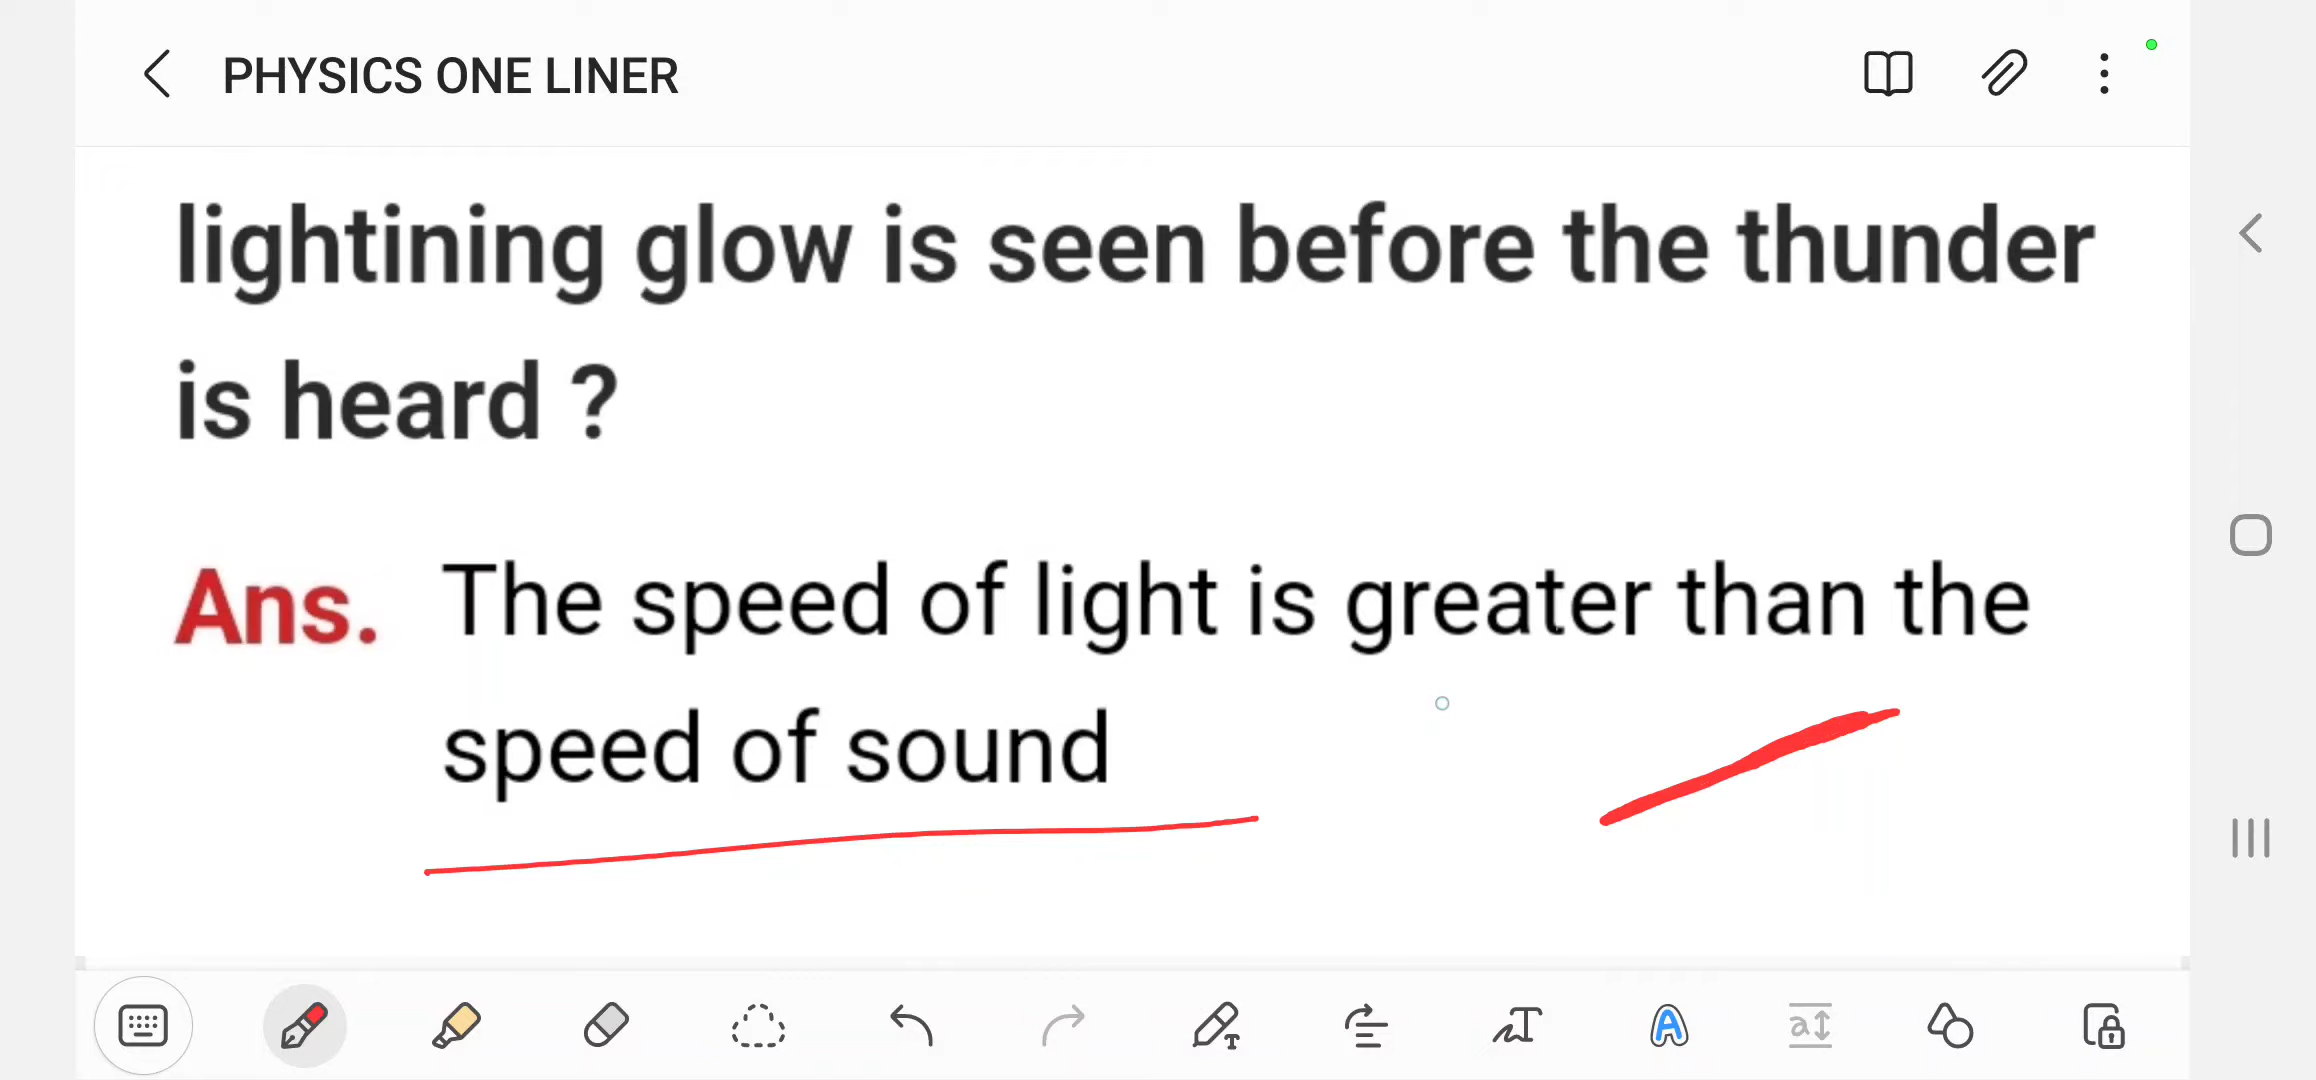 PHYSICS ONE LINER
lightining glow is seen before the thunder
is heard ?
Ans. The speed of light is greater than the
speed of sound